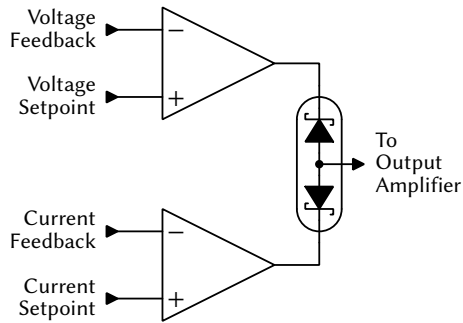 Voltage
Feedback
−
Voltage
Setpoint
+
To
Output
Amplifier
Current
Feedback
−
Current
Setpoint
+